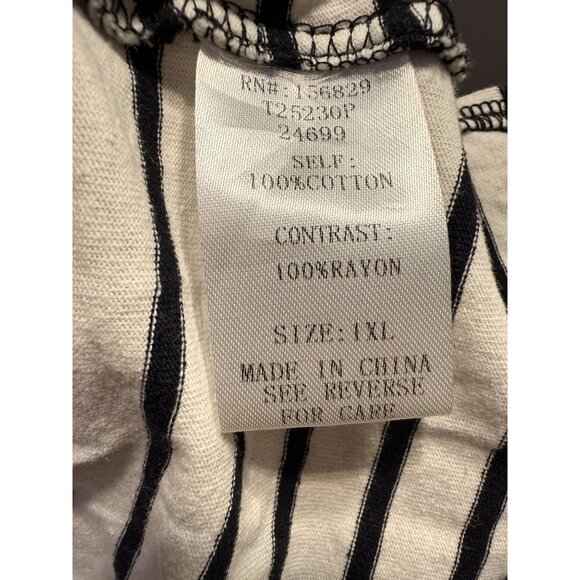 RN#:156829
T25230P
24699
SELF:
100%COTTON
CONTRAST:
100%RAYON
SIZE:1XL
MADE IN CHINA
SEE REVERSE
FOR CARE